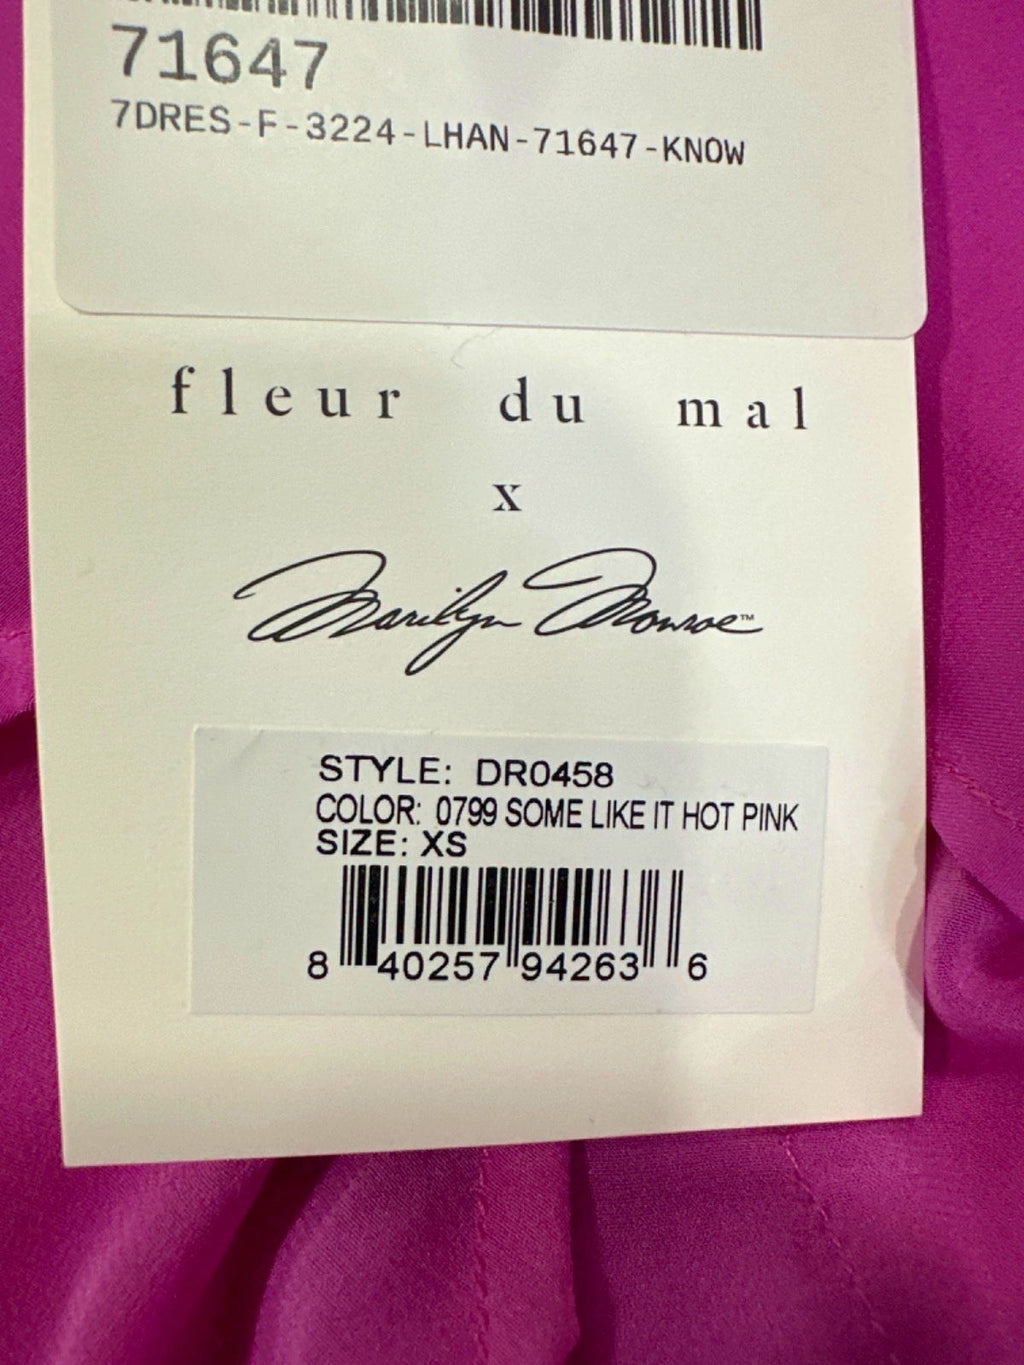 71647
7DRES-F-3224-LHAN-71647-KNOW
fleur du mal
x
Marilyn Monroe™
STYLE: DR0458
COLOR: 0799 SOME LIKE IT HOT PINK
SIZE: XS
8 40257 94263 6